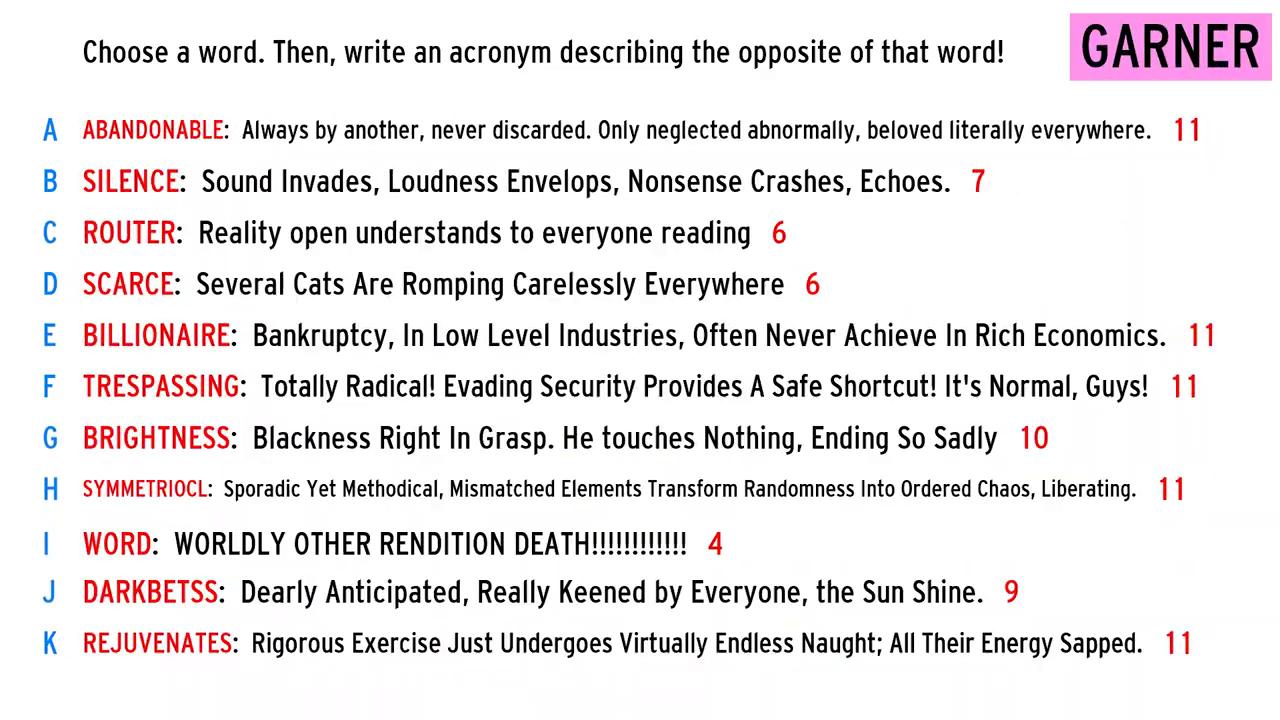 Choose a word. Then, write an acronym describing the opposite of that word!
GARNER
A ABANDONABLE: Always by another, never discarded. Only neglected abnormally, beloved literally everywhere. 11
B SILENCE: Sound Invades, Loudness Envelops, Nonsense Crashes, Echoes. 7
C ROUTER: Reality open understands to everyone reading 6
D SCARCE: Several Cats Are Romping Carelessly Everywhere 6
E BILLIONAIRE: Bankruptcy, In Low Level Industries, Often Never Achieve In Rich Economics. 11
F TRESPASSING: Totally Radical! Evading Security Provides A Safe Shortcut! It's Normal, Guys! 11
G BRIGHTNESS: Blackness Right In Grasp. He touches Nothing, Ending So Sadly 10
H SYMMETRIOCL: Sporadic Yet Methodical, Mismatched Elements Transform Randomness Into Ordered Chaos, Liberating. 11
I WORD: WORLDLY OTHER RENDITION DEATH!!!!!!!!!!!! 4
J DARKBETSS: Dearly Anticipated, Really Keened by Everyone, the Sun Shine. 9
K REJUVENATES: Rigorous Exercise Just Undergoes Virtually Endless Naught; All Their Energy Sapped. 11